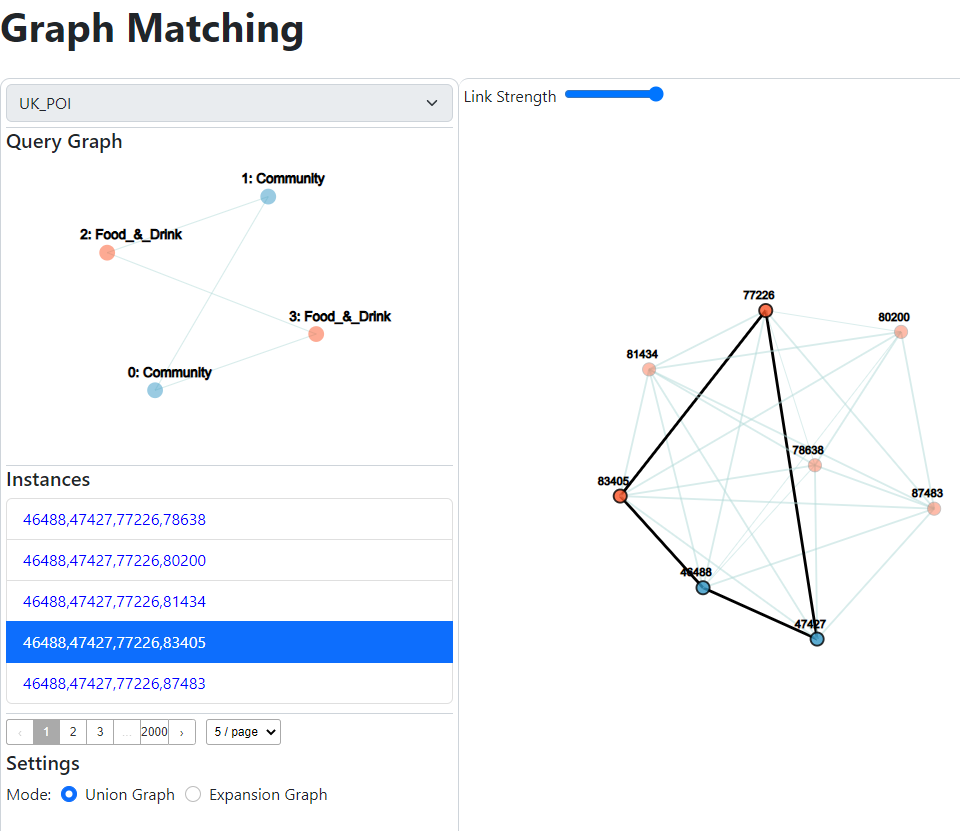 Graph Matching
UK_POI
Link Strength
Query Graph
1: Community
2: Food_&_Drink
3: Food_&_Drink
0: Community
77226
80200
81434
78638
83405
87483
46488
47427
Instances
46488,47427,77226,78638
46488,47427,77226,80200
46488,47427,77226,81434
46488,47427,77226,83405
46488,47427,77226,87483
‹ 1 2 3 ... 2000 › 5 / page
Settings
Mode: Union Graph Expansion Graph